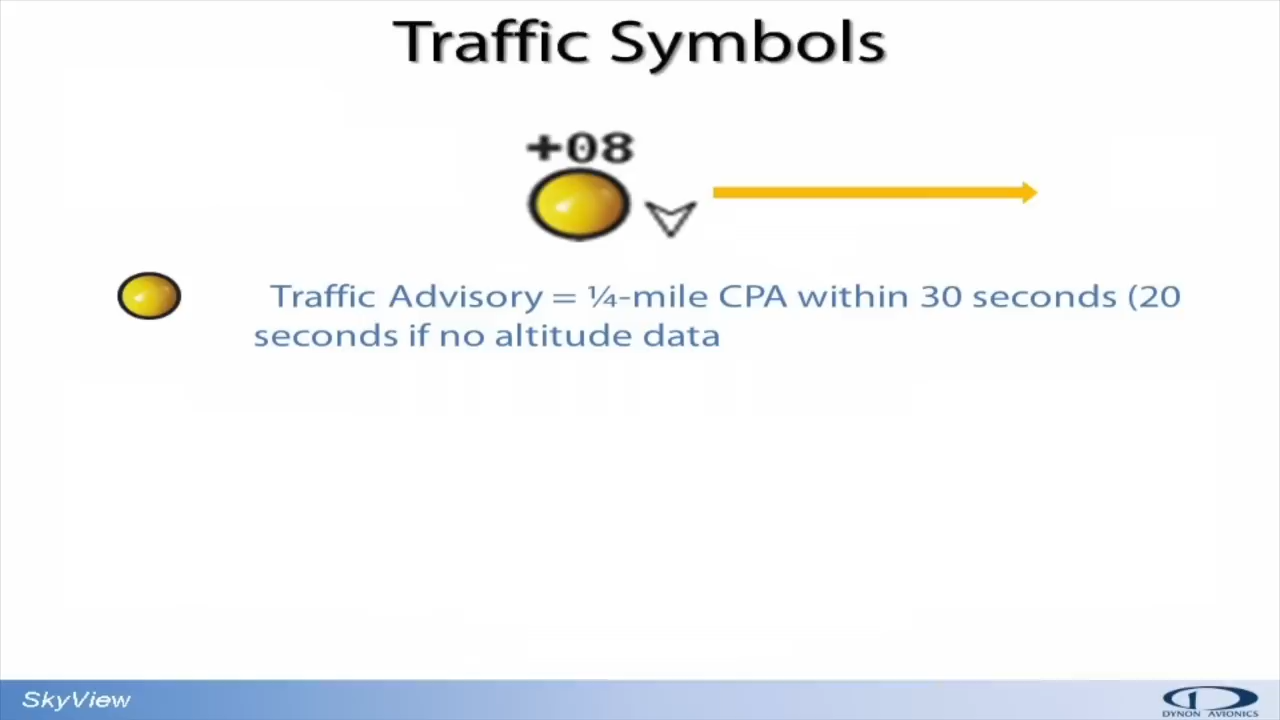 Traffic Symbols
+08
Traffic Advisory = ¼-mile CPA within 30 seconds (20
seconds if no altitude data
SkyView
DYNON AVIONICS